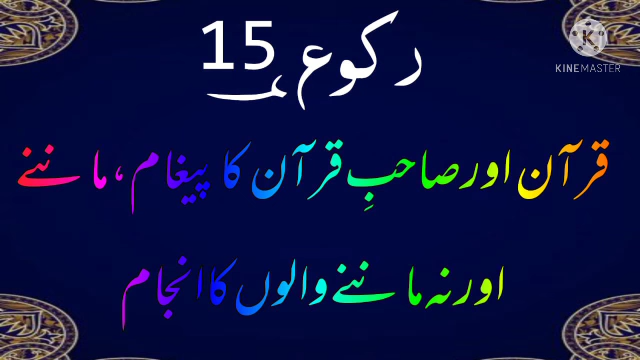 رکوع 15
K
KINEMASTER
قرآن اور صاحبِ قرآن کا پیغام، ماننے
اور نہ ماننے والوں کا انجام